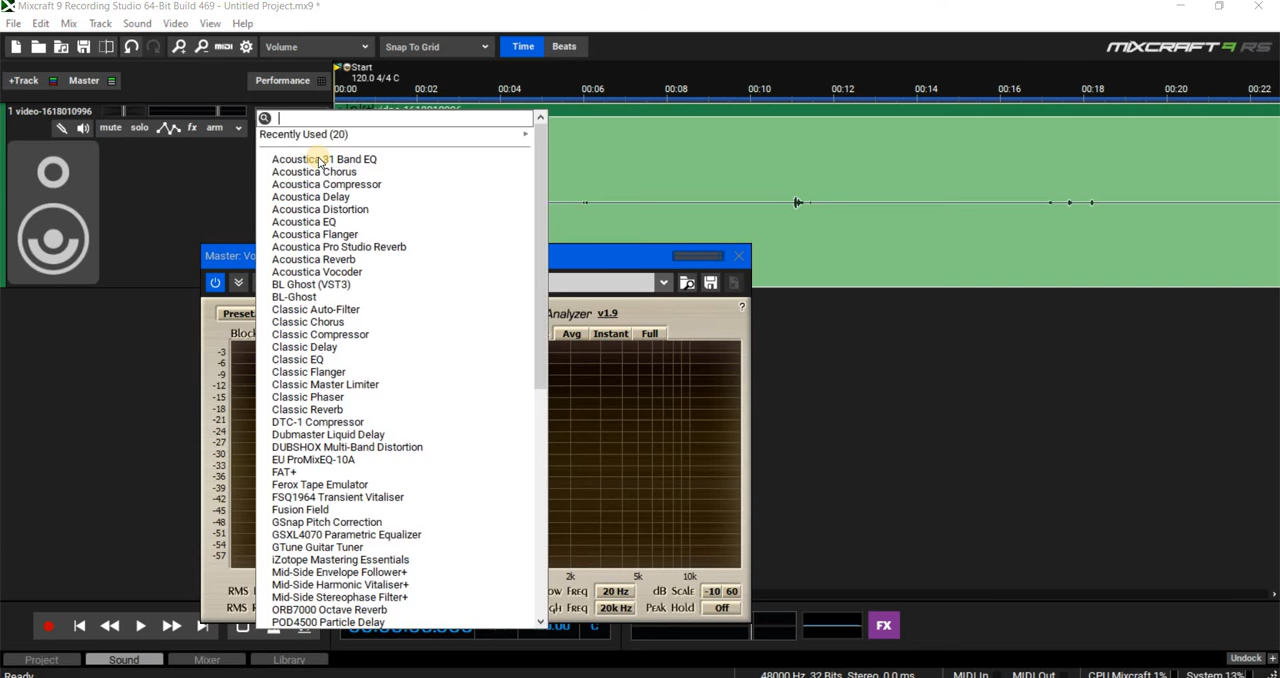 Mixcraft 9 Recording Studio 64-Bit Build 469 - Untitled Project.mx9 *
File Edit Mix Track Sound Video View Help
MIDI Volume Snap To Grid Time Beats MIXCRAFT 9 RS
+Track Master Performance
Start
120.0 4/4 C
00:00 00:02 00:04 00:06 00:08 00:10 00:12 00:14 00:16 00:18 00:20 00:22
1 video-1618010996
mute solo fx arm
Recently Used (20)
Acoustica 31 Band EQ
Acoustica Chorus
Acoustica Compressor
Acoustica Delay
Acoustica Distortion
Acoustica EQ
Acoustica Flanger
Acoustica Pro Studio Reverb
Acoustica Reverb
Acoustica Vocoder
BL Ghost (VST3)
BL-Ghost
Classic Auto-Filter
Classic Chorus
Classic Compressor
Classic Delay
Classic EQ
Classic Flanger
Classic Master Limiter
Classic Phaser
Classic Reverb
DTC-1 Compressor
Dubmaster Liquid Delay
DUBSHOX Multi-Band Distortion
EU ProMixEQ-10A
FAT+
Ferox Tape Emulator
FSQ1964 Transient Vitaliser
Fusion Field
GSnap Pitch Correction
GSXL4070 Parametric Equalizer
GTune Guitar Tuner
iZotope Mastering Essentials
Mid-Side Envelope Follower+
Mid-Side Harmonic Vitaliser+
Mid-Side Stereophase Filter+
ORB7000 Octave Reverb
POD4500 Particle Delay
Master:
?
Analyzer v1.9
Avg Instant Full
-3
-6
-9
-12
-15
-18
-21
-24
-27
-30
-33
-36
-39
-42
-45
-48
-51
-54
-57
2k 5k 10k
RMS
20 Hz dB Scale -10 60
RMS
20k Hz Peak Hold Off
C
FX
Project Sound Mixer Library Undock +
Ready 48000 Hz, 32 Bits, Stereo, 0.0 ms MIDI In MIDI Out CPU Mixcraft 1% System 13%